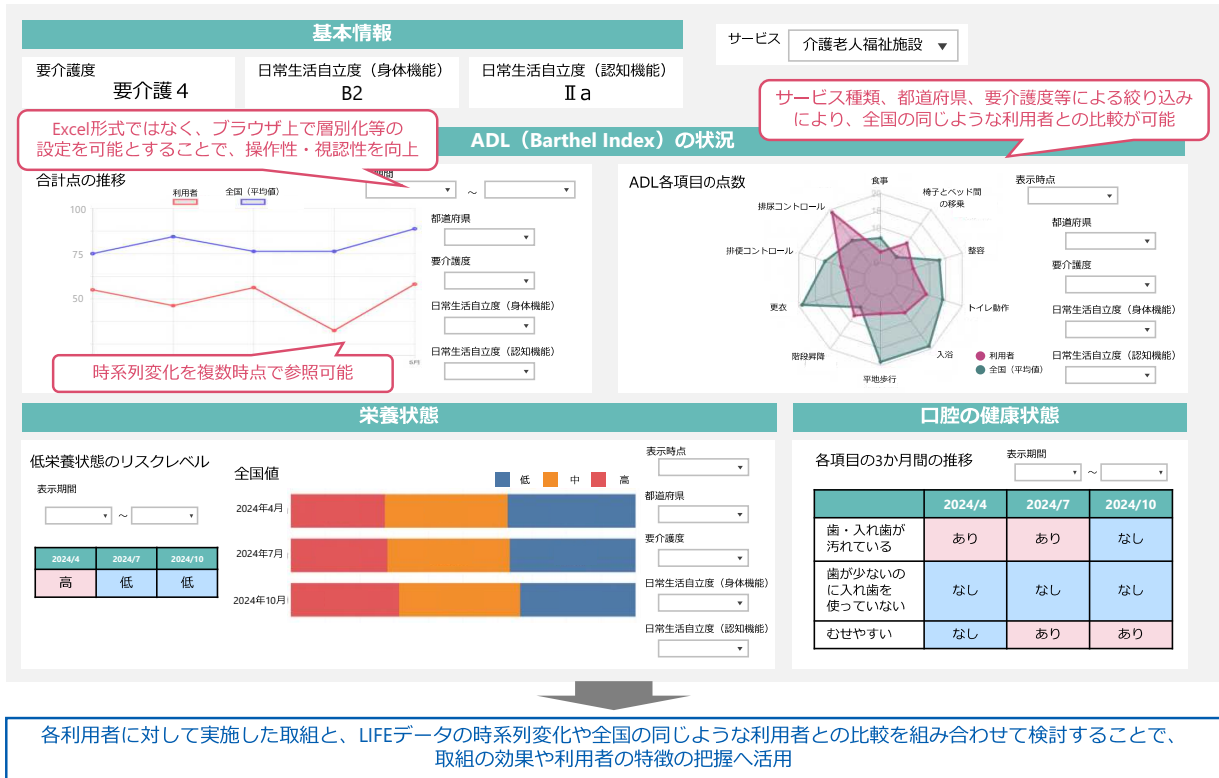 基本情報
サービス
介護老人福祉施設
要介護度
要介護４
日常生活自立度（身体機能）
B2
日常生活自立度（認知機能）
Ⅱa
サービス種類、都道府県、要介護度等による絞り込み
により、全国の同じような利用者との比較が可能
Excel形式ではなく、ブラウザ上で層別化等の
設定を可能とすることで、操作性・視認性を向上
ADL（Barthel Index）の状況
合計点の推移
利用者
全国（平均値）
～
100
75
50
都道府県
要介護度
日常生活自立度（身体機能）
日常生活自立度（認知機能）
時系列変化を複数時点で参照可能
ADL各項目の点数
食事
椅子とベッド間
の移乗
整容
トイレ動作
入浴
平地歩行
階段昇降
更衣
排便コントロール
排尿コントロール
20
15
10
利用者
全国（平均値）
表示時点
都道府県
要介護度
日常生活自立度（身体機能）
日常生活自立度（認知機能）
栄養状態
低栄養状態のリスクレベル
表示期間
～
2024/4 2024/7 2024/10
高 低 低
全国値
低 中 高
2024年4月
2024年7月
2024年10月
表示時点
都道府県
要介護度
日常生活自立度（身体機能）
日常生活自立度（認知機能）
口腔の健康状態
各項目の3か月間の推移
表示期間
～
2024/4 2024/7 2024/10
歯・入れ歯が
汚れている
あり あり なし
歯が少ないの
に入れ歯を
使っていない
なし なし なし
むせやすい なし あり あり
各利用者に対して実施した取組と、LIFEデータの時系列変化や全国の同じような利用者との比較を組み合わせて検討することで、
取組の効果や利用者の特徴の把握へ活用